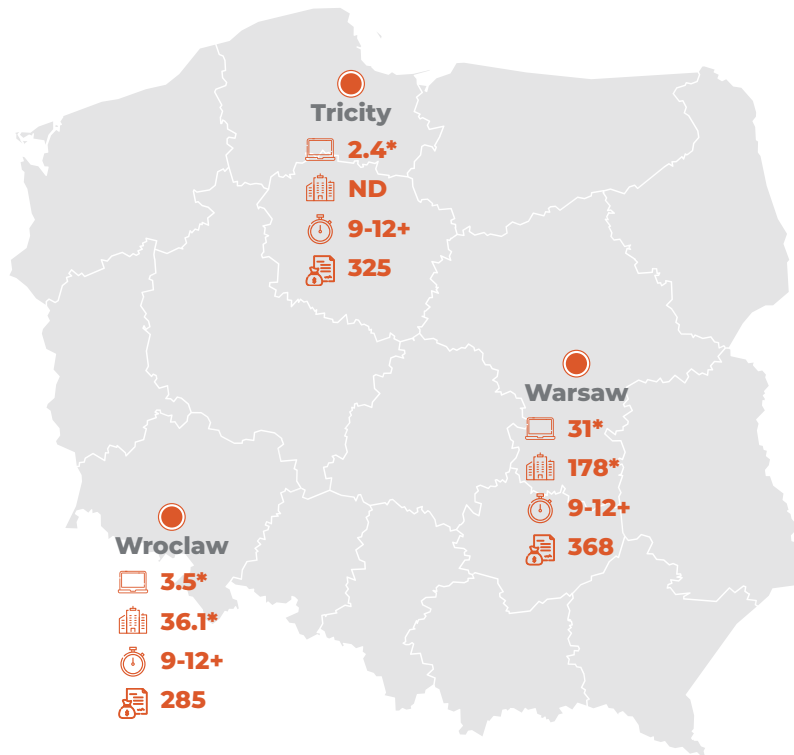 Tricity
2.4*
ND
9-12+
325
Warsaw
31*
178*
9-12+
368
Wroclaw
3.5*
36.1*
9-12+
285